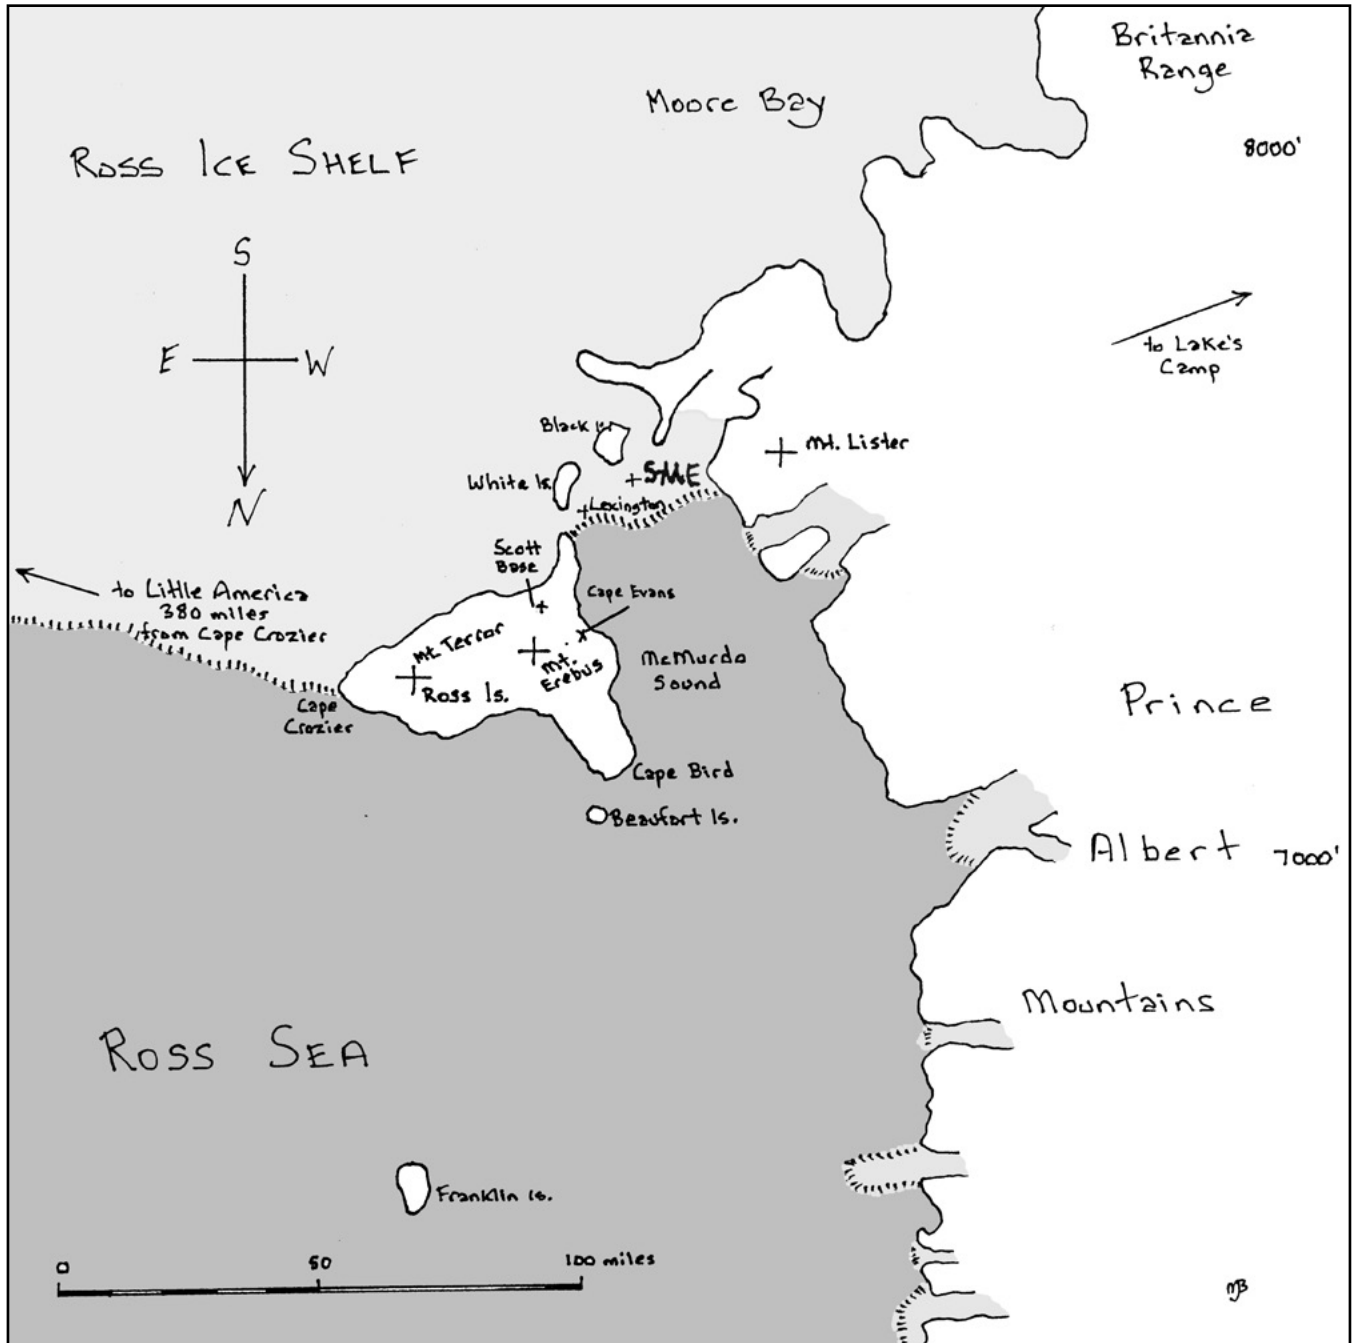 Britannia
Range
Moore Bay
8000'
ROSS ICE SHELF
S
E
W
N
to Lake's
Camp
Black Is.
Mt. Lister
White Is.
SME
Lexington
Scott
Base
Cape Evans
to Little America
380 miles
from Cape Crozier
Mt Terror
Mt.
Erebus
McMurdo
Sound
Ross Is.
Cape
Crozier
Prince
Cape Bird
Beaufort Is.
Albert
7000'
Mountains
ROSS SEA
Franklin Is.
0
50
100 miles
MB